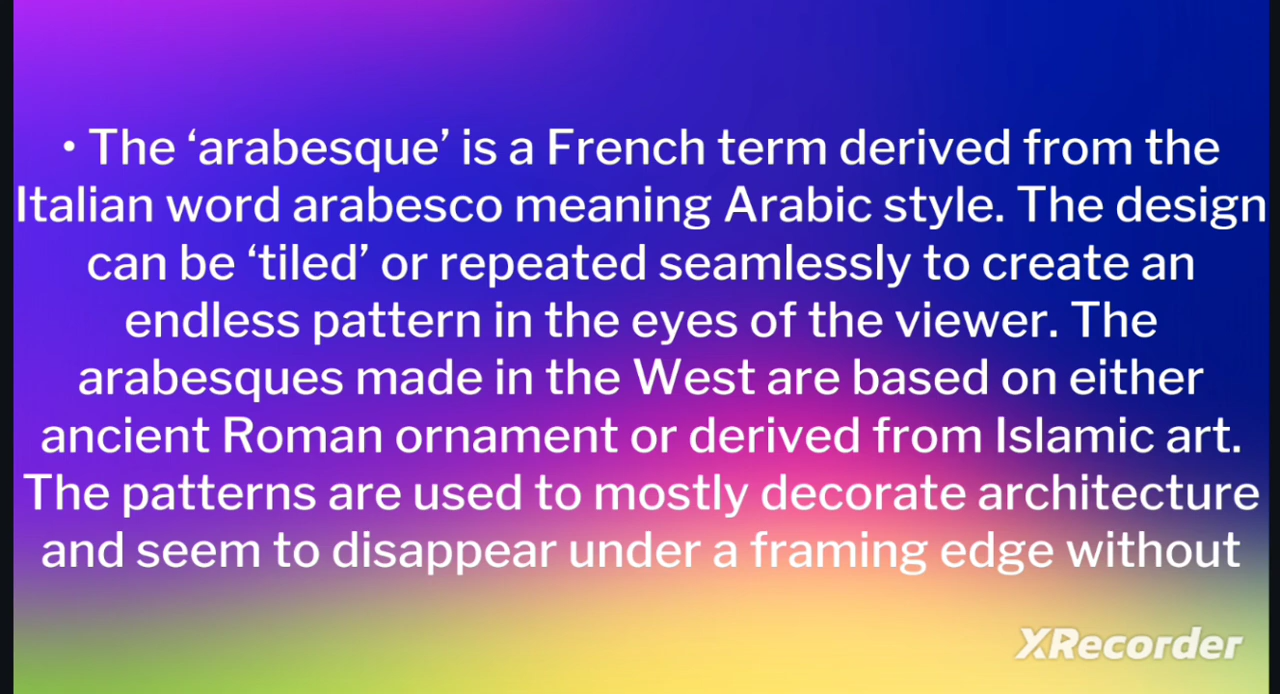 • The ‘arabesque’ is a French term derived from the
Italian word arabesco meaning Arabic style. The design
can be ‘tiled’ or repeated seamlessly to create an
endless pattern in the eyes of the viewer. The
arabesques made in the West are based on either
ancient Roman ornament or derived from Islamic art.
The patterns are used to mostly decorate architecture
and seem to disappear under a framing edge without
XRecorder